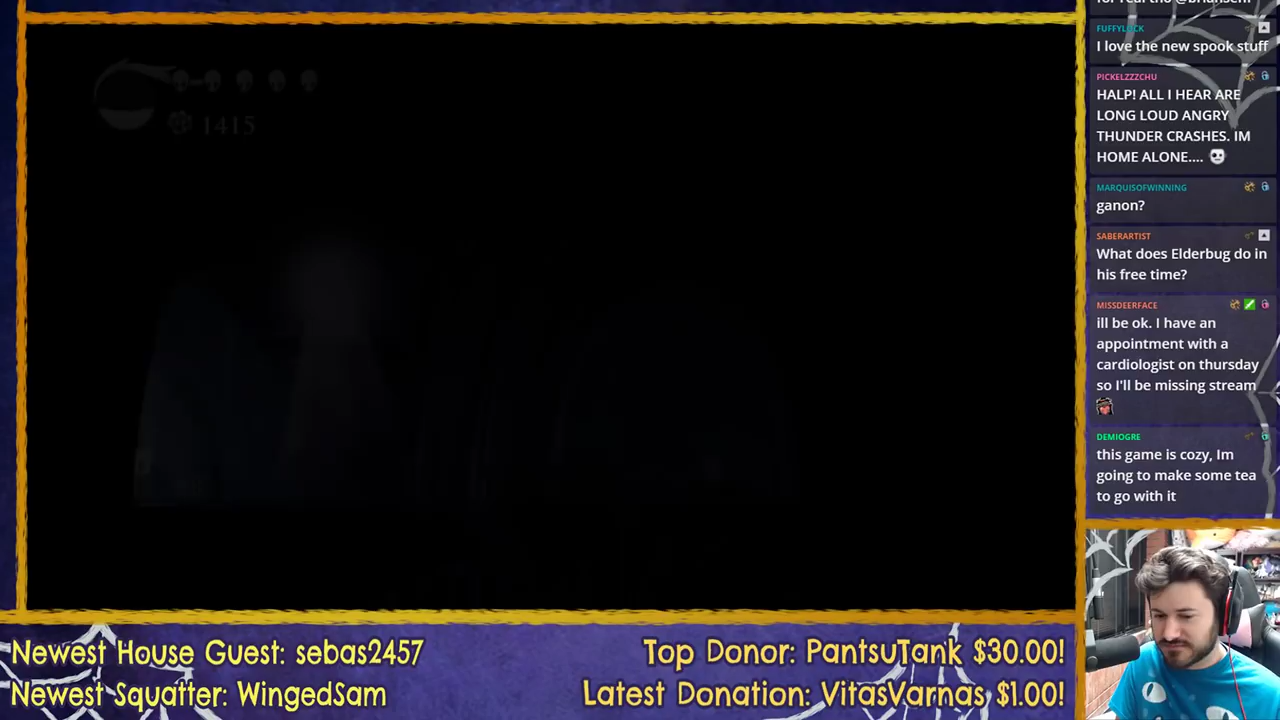 FUFFYLOCK
I love the new spook stuff
PICKELZZZCHU
HALP! ALL I HEAR ARE
LONG LOUD ANGRY
THUNDER CRASHES. IM
HOME ALONE....
MARQUISOFWINNING
ganon?
SABERARTIST
What does Elderbug do in
his free time?
MISSDEERFACE
ill be ok. I have an
appointment with a
cardiologist on thursday
so I'll be missing stream
DEMIOGRE
this game is cozy, Im
going to make some tea
to go with it
1415
Newest House Guest: sebas2457
Newest Squatter: WingedSam
Top Donor: PantsuTank $30.00!
Latest Donation: VitasVarnas $1.00!